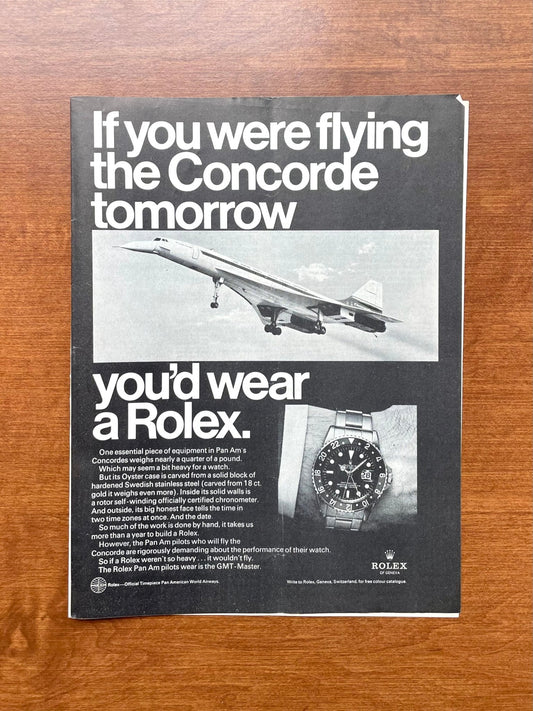 If you were flying
the Concorde
tomorrow
you'd wear
a Rolex.
One essential piece of equipment in Pan Am's
Concordes weighs nearly a quarter of a pound.
Which may seem a bit heavy for a watch.
But its Oyster case is carved from a solid block of
hardened Swedish stainless steel (carved from 18 ct.
gold it weighs even more). Inside its solid walls is
a rotor self-winding officially certified chronometer.
And outside, its big honest face tells the time in
two time zones at once. And the date.
So much of the work is done by hand, it takes us
more than a year to build a Rolex.
However, the Pan Am pilots who will fly the
Concorde are rigorously demanding about the performance of their watch.
So if a Rolex weren't so heavy... it wouldn't fly.
The Rolex Pan Am pilots wear is the GMT-Master.
Rolex—Official Timepiece Pan American World Airways.
ROLEX
OF GENEVA
Write to Rolex, Geneva, Switzerland, for free colour catalogue.